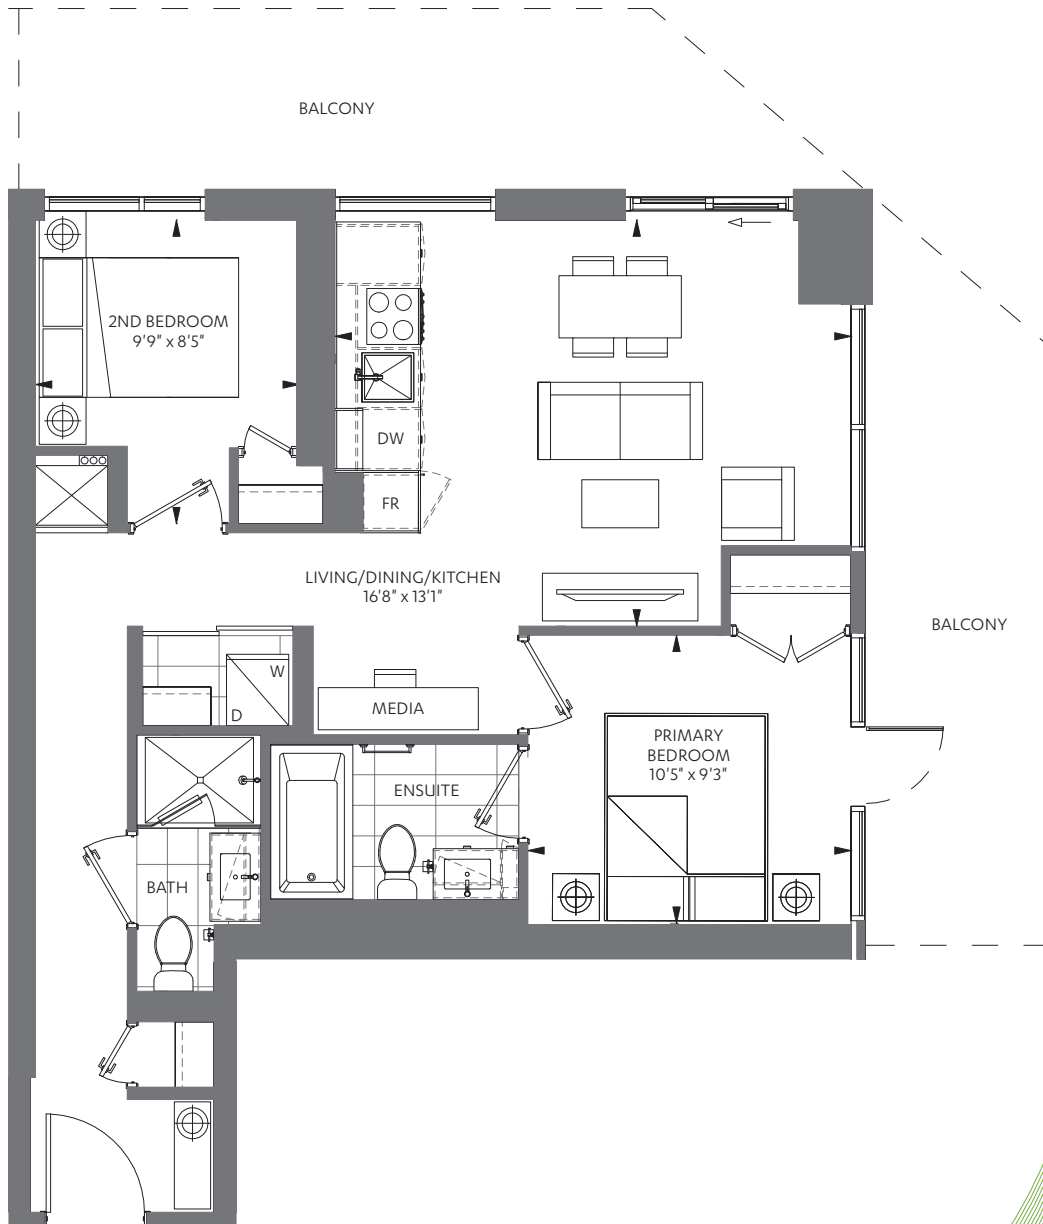 BALCONY
2ND BEDROOM
9'9" x 8'5"
DW
FR
LIVING/DINING/KITCHEN
16'8" x 13'1"
BALCONY
W
D
MEDIA
PRIMARY
BEDROOM
10'5" x 9'3"
ENSUITE
BATH